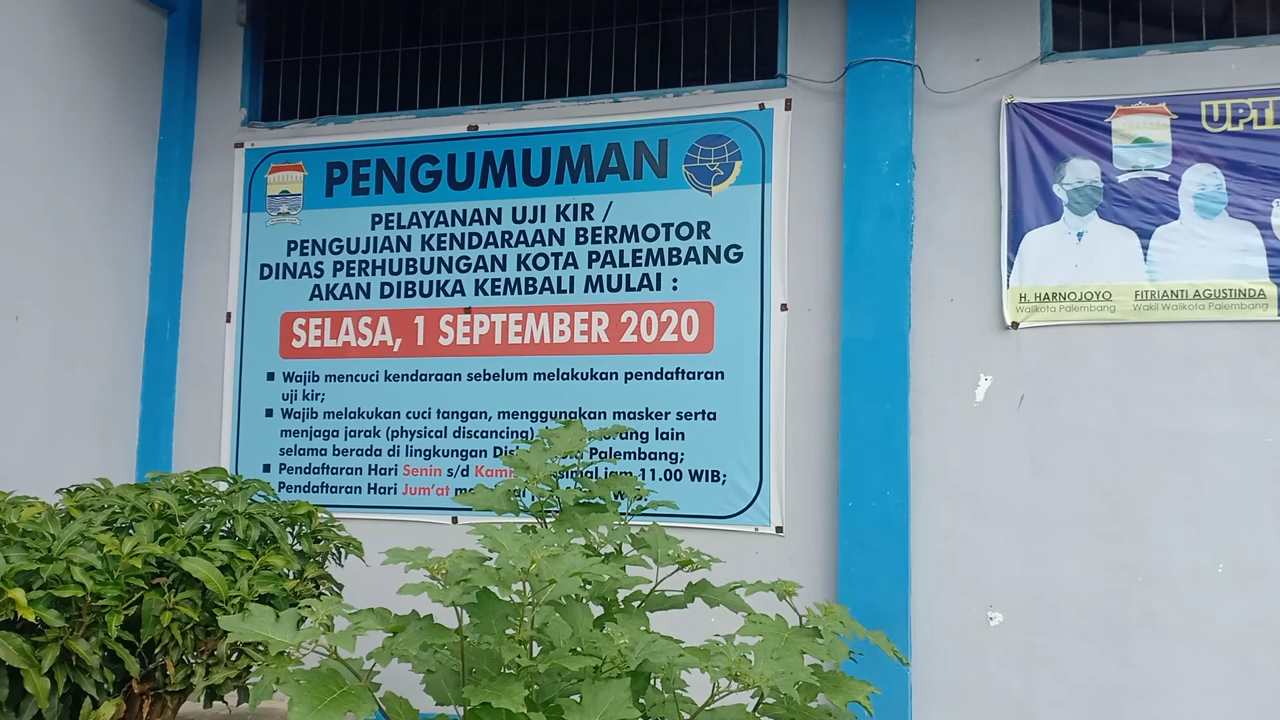 PENGUMUMAN
PELAYANAN UJI KIR /
PENGUJIAN KENDARAAN BERMOTOR
DINAS PERHUBUNGAN KOTA PALEMBANG
AKAN DIBUKA KEMBALI MULAI :
SELASA, 1 SEPTEMBER 2020
■ Wajib mencuci kendaraan sebelum melakukan pendaftaran
uji kir;
■ Wajib melakukan cuci tangan, menggunakan masker serta
menjaga jarak (physical discancing) lain
selama berada di lingkungan Palembang;
■ Pendaftaran Hari Senin s/d jam 11.00 WIB;
Pendaftaran Hari Jum'at
H. HARNOJOYO
Walikota Palembang
FITRIANTI AGUSTINDA
Wakil Walikota Palembang